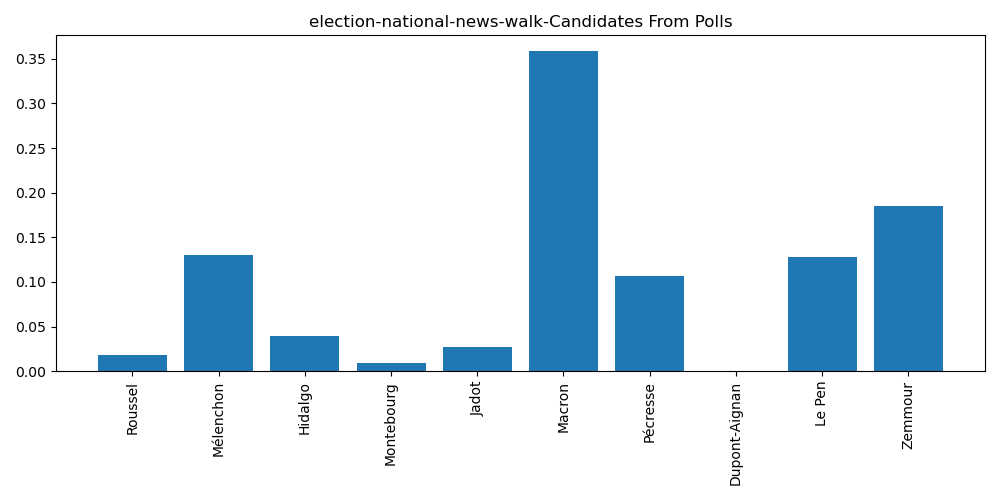 election-national-news-walk-Candidates From Polls
0.35
0.30
0.25
0.20
0.15
0.10
0.05
0.00
Roussel
Mélenchon
Hidalgo
Montebourg
Jadot
Macron
Pécresse
Dupont-Aignan
Le Pen
Zemmour